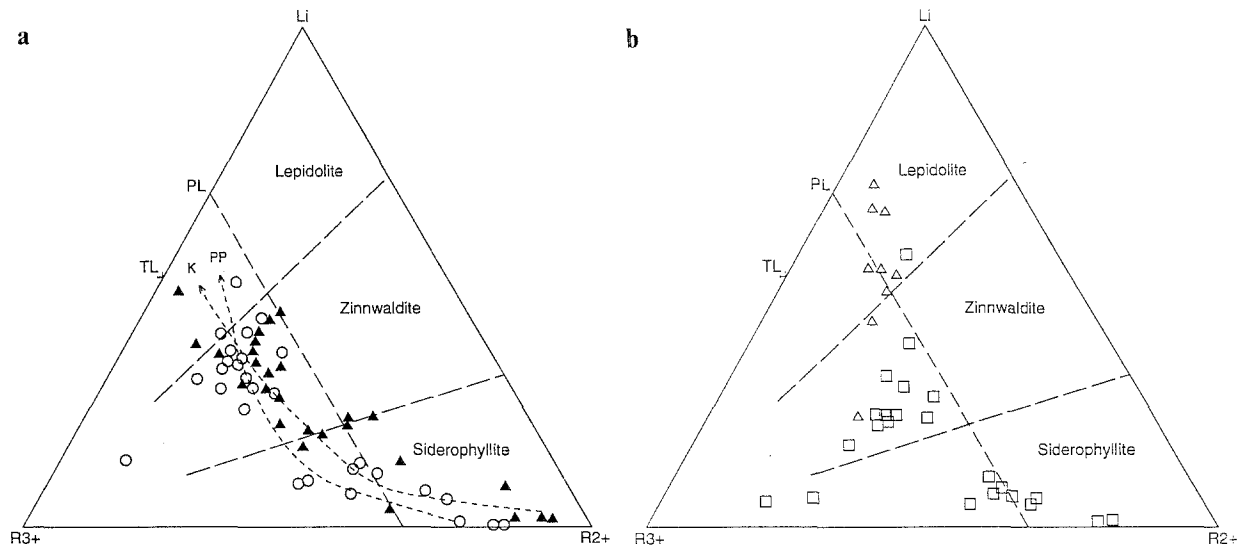 a
Li
Lepidolite
PL
TL
K
PP
Zinnwaldite
Siderophyllite
R3+
R2+
b
Li
Lepidolite
PL
TL
Zinnwaldite
Siderophyllite
R3+
R2+